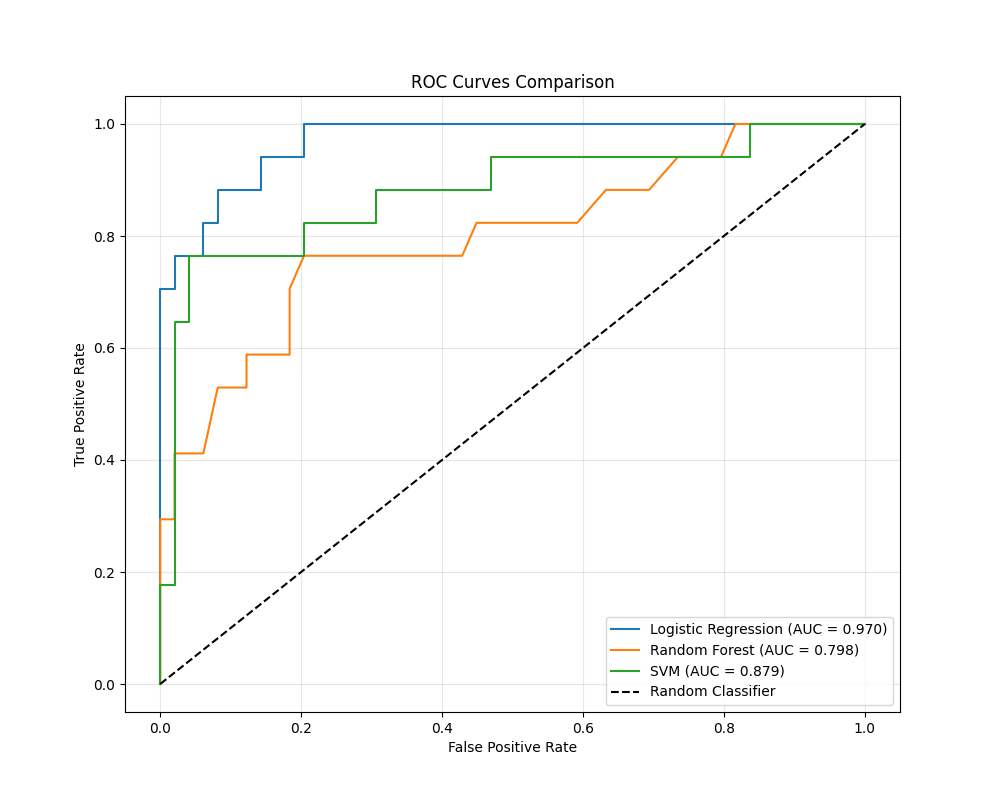 ROC Curves Comparison
True Positive Rate
1.0
0.8
0.6
0.4
0.2
0.0
0.0 0.2 0.4 0.6 0.8 1.0
False Positive Rate
Logistic Regression (AUC = 0.970)
Random Forest (AUC = 0.798)
SVM (AUC = 0.879)
Random Classifier